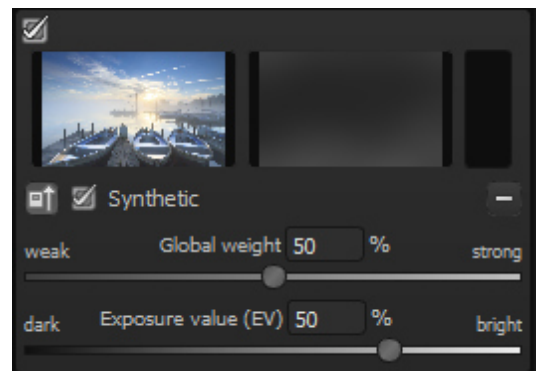 Synthetic
weak Global weight 50 % strong
dark Exposure value (EV) 50 % bright